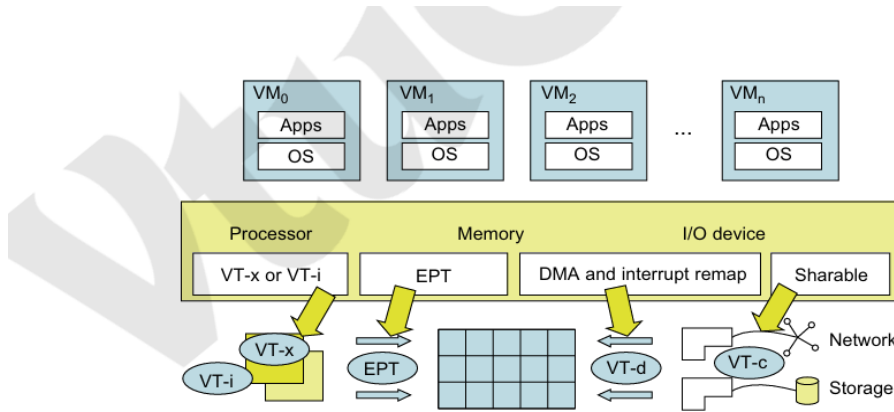 vtuc
VM0 VM1 VM2 VMn
Apps Apps Apps ... Apps
OS OS OS OS
Processor Memory I/O device
VT-x or VT-i EPT DMA and interrupt remap Sharable
VT-x EPT VT-d VT-c Network
VT-i Storage